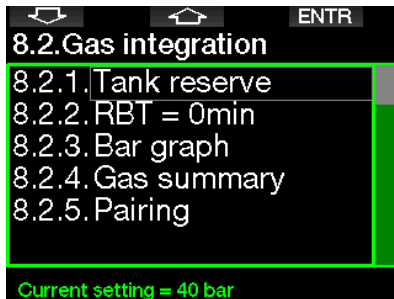 ENTR
8.2.Gas integration
8.2.1.Tank reserve
8.2.2.RBT = 0min
8.2.3.Bar graph
8.2.4.Gas summary
8.2.5.Pairing
Current setting = 40 bar